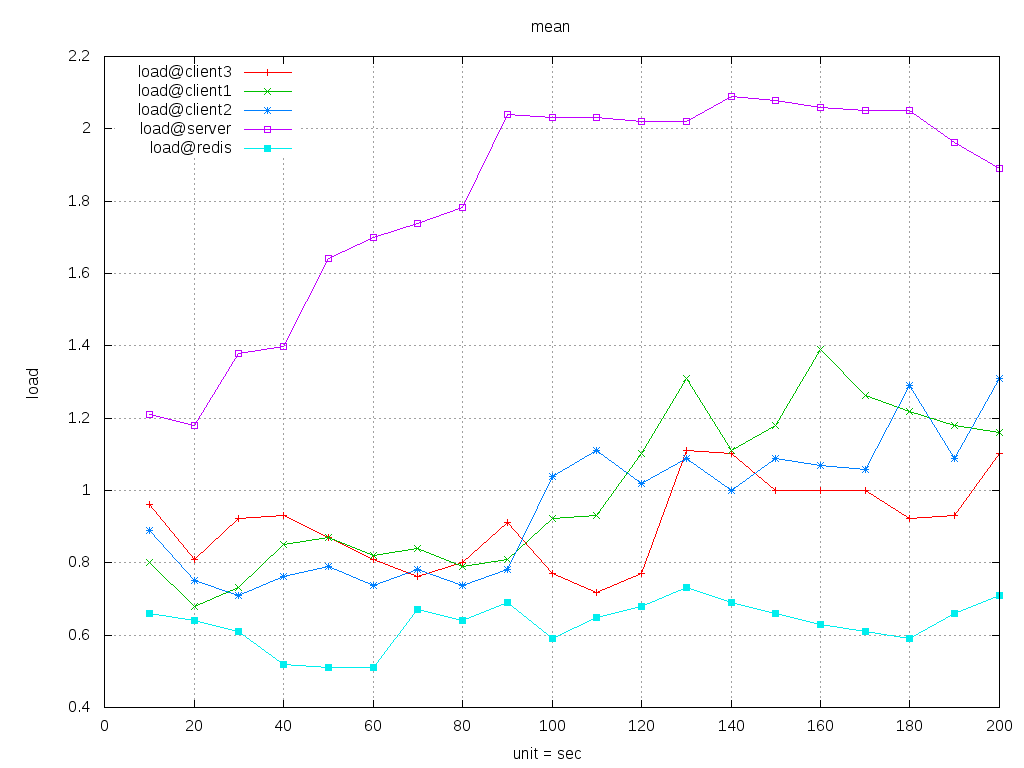 mean
2.2
2
1.8
1.6
1.4
1.2
1
0.8
0.6
0.4
load
load@client3
load@client1
load@client2
load@server
load@redis
0 20 40 60 80 100 120 140 160 180 200
unit = sec